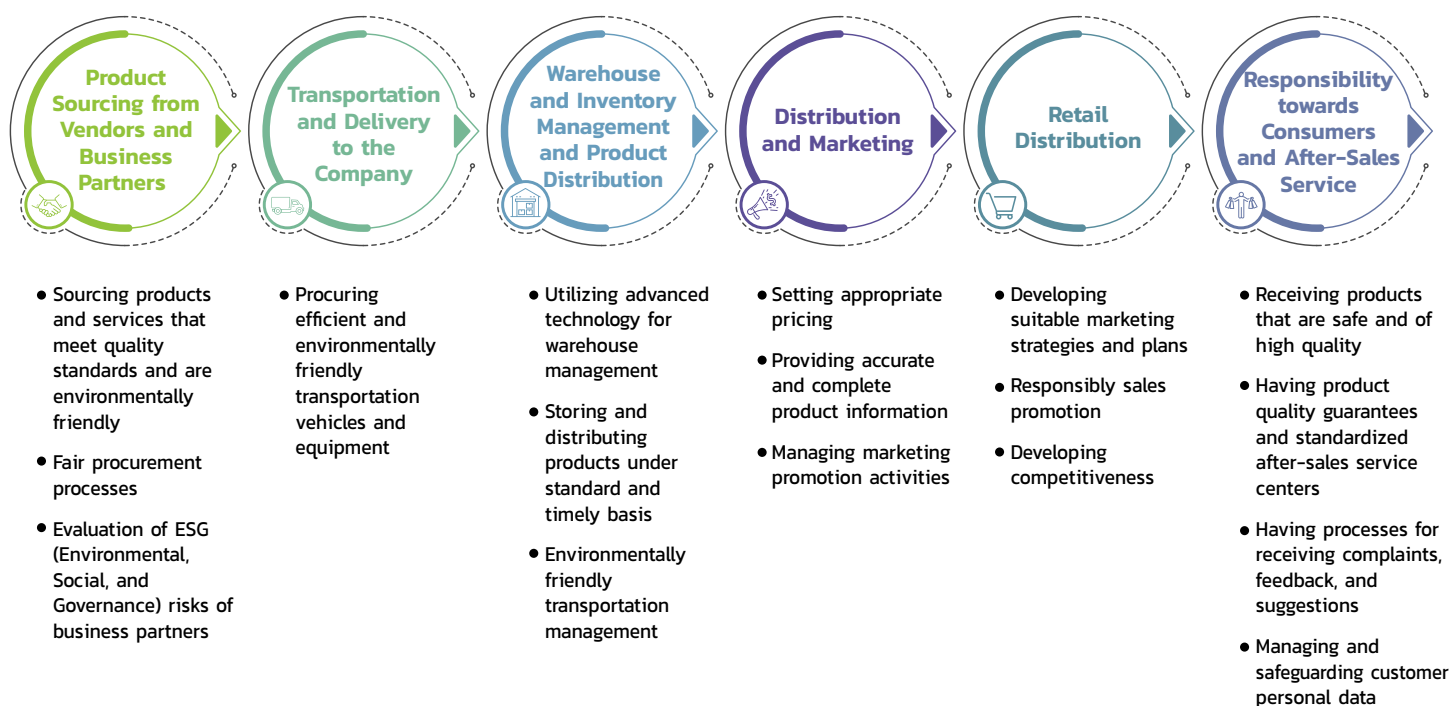 Product
Sourcing from
Vendors and
Business
Partners
Transportation
and Delivery
to the
Company
Warehouse
and Inventory
Management
and Product
Distribution
Distribution
and Marketing
Retail
Distribution
Responsibility
towards
Consumers
and After-Sales
Service
• Sourcing products
and services that
meet quality
standards and are
environmentally
friendly
• Fair procurement
processes
• Evaluation of ESG
(Environmental,
Social, and
Governance) risks of
business partners
• Procuring
efficient and
environmentally
friendly
transportation
vehicles and
equipment
• Utilizing advanced
technology for
warehouse
management
• Storing and
distributing
products under
standard and
timely basis
• Environmentally
friendly
transportation
management
• Setting appropriate
pricing
• Providing accurate
and complete
product information
• Managing marketing
promotion activities
• Developing
suitable marketing
strategies and plans
• Responsibly sales
promotion
• Developing
competitiveness
• Receiving products
that are safe and of
high quality
• Having product
quality guarantees
and standardized
after-sales service
centers
• Having processes for
receiving complaints,
feedback, and
suggestions
• Managing and
safeguarding customer
personal data